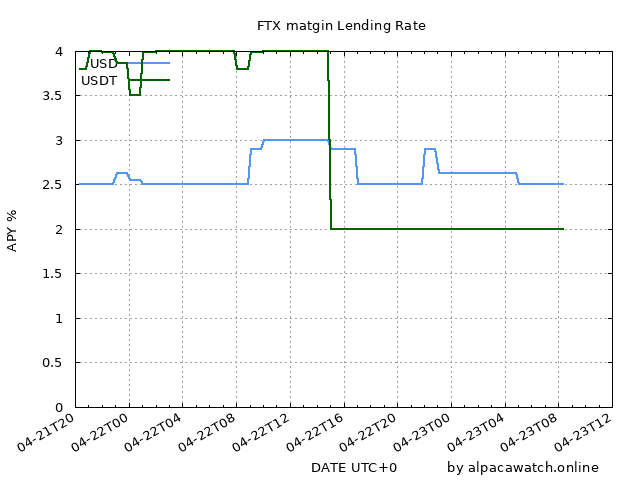 FTX matgin Lending Rate
APY %
4
3.5
3
2.5
2
1.5
1
0.5
0
USD
USDT
04-21T20
04-22T00
04-22T04
04-22T08
04-22T12
04-22T16
04-22T20
04-23T00
04-23T04
04-23T08
04-23T12
DATE UTC+0
by alpacawatch.online